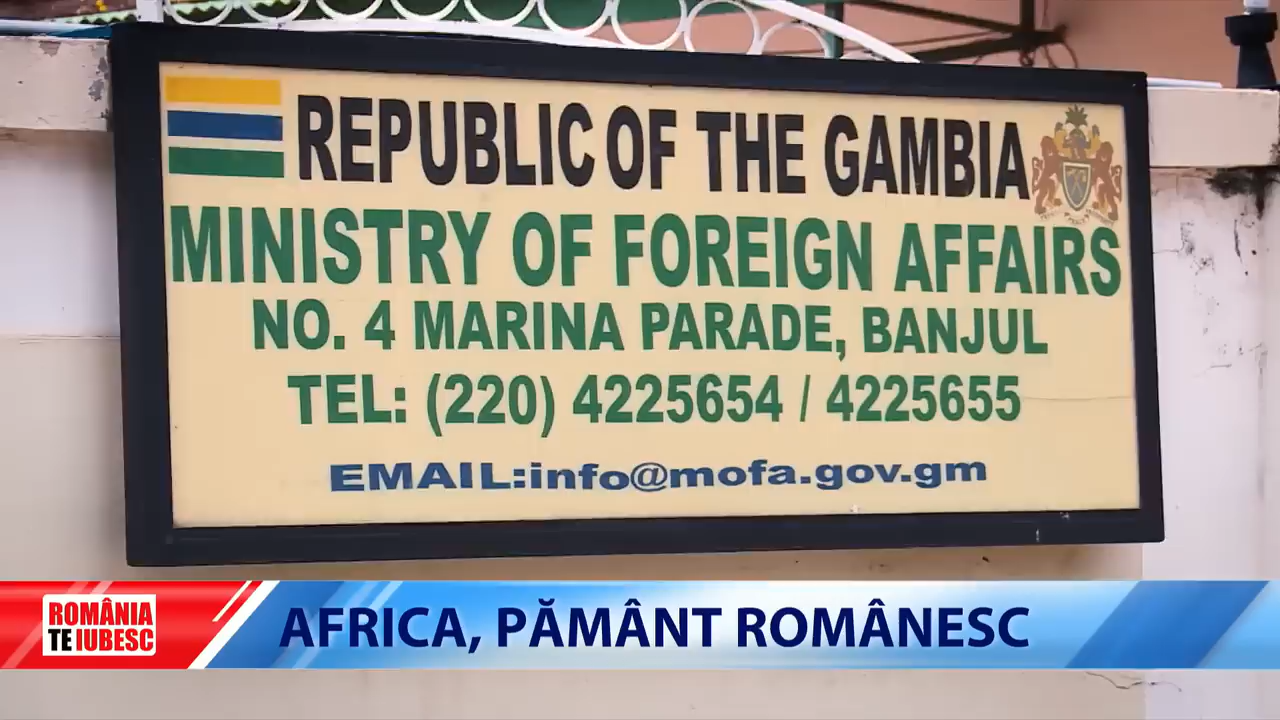 REPUBLIC OF THE GAMBIA
MINISTRY OF FOREIGN AFFAIRS
NO. 4 MARINA PARADE, BANJUL
TEL: (220) 4225654 / 4225655
EMAIL:info@mofa.gov.gm
ROMÂNIA
TE IUBESC
AFRICA, PĂMÂNT ROMÂNESC